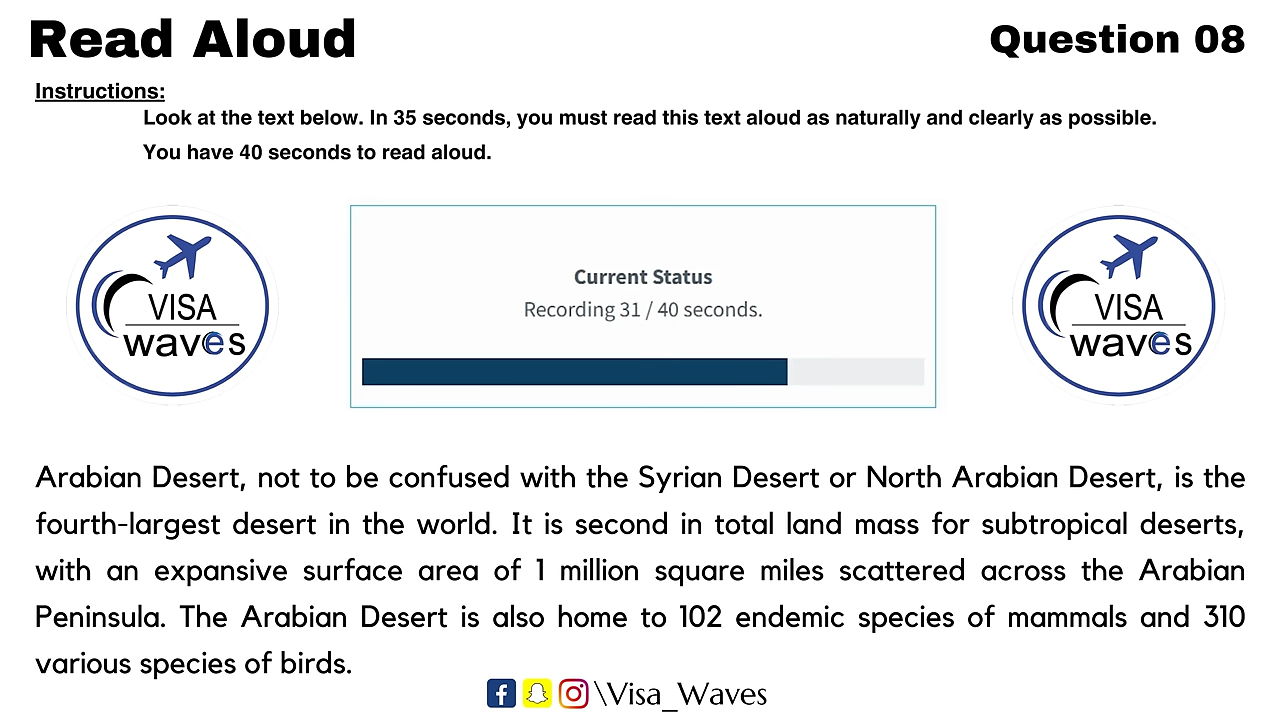 Read Aloud
Question 08
Instructions:
Look at the text below. In 35 seconds, you must read this text aloud as naturally and clearly as possible.
You have 40 seconds to read aloud.
VISA
waves
Current Status
Recording 31 / 40 seconds.
VISA
waves
Arabian Desert, not to be confused with the Syrian Desert or North Arabian Desert, is the
fourth-largest desert in the world. It is second in total land mass for subtropical deserts,
with an expansive surface area of 1 million square miles scattered across the Arabian
Peninsula. The Arabian Desert is also home to 102 endemic species of mammals and 310
various species of birds.
\Visa_Waves